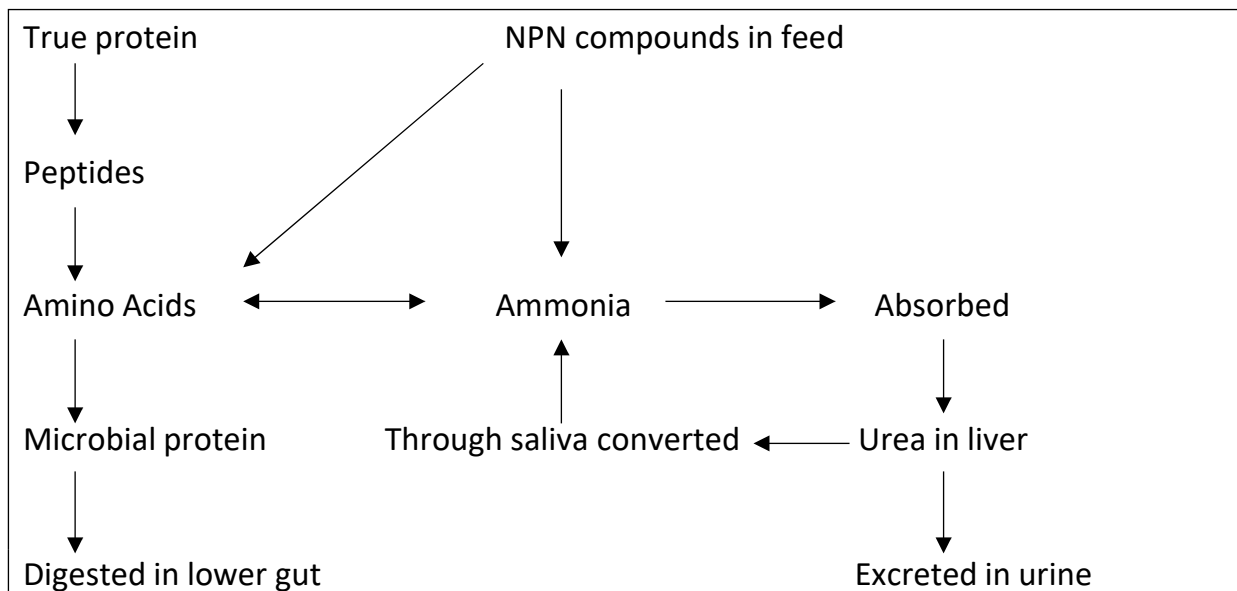 True protein NPN compounds in feed
Peptides
Amino Acids Ammonia Absorbed
Microbial protein Through saliva converted Urea in liver
Digested in lower gut Excreted in urine